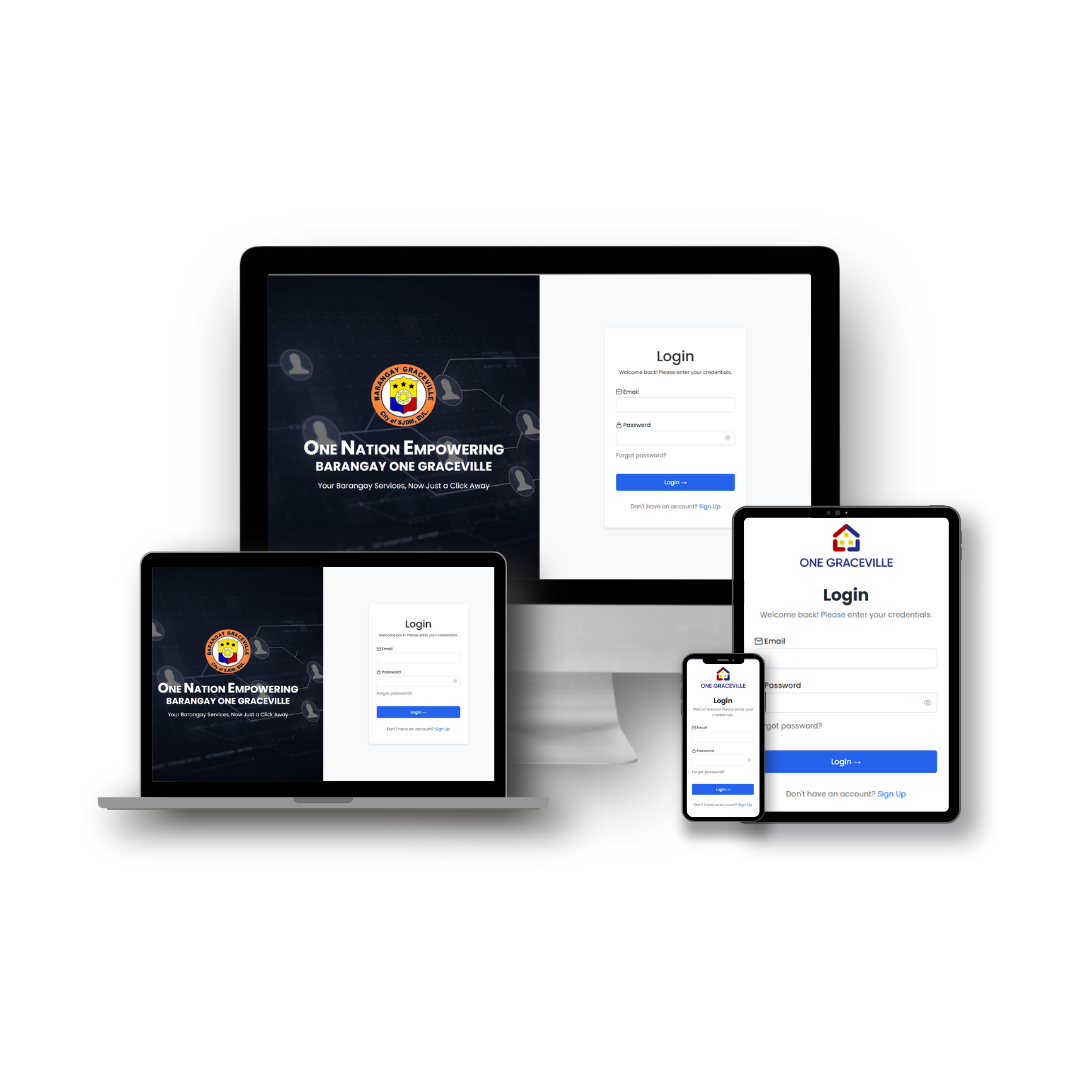 BARANGAY GRACEVILLE
City of SJDM, BUL.
ONE NATION EMPOWERING
BARANGAY ONE GRACEVILLE
Your Barangay Services, Now Just a Click Away
Login
Welcome back! Please enter your credentials.
Email
Password
Forgot password?
Login →
Don't have an account? Sign Up
BARANGAY GRACEVILLE
City of SJDM, BUL.
ONE NATION EMPOWERING
BARANGAY ONE GRACEVILLE
Your Barangay Services, Now Just a Click Away
Login
Welcome back! Please enter your credentials.
Email
Password
Forgot password?
Login →
Don't have an account? Sign Up
ONE GRACEVILLE
Login
Welcome back! Please enter your credentials.
Email
Password
Forgot password?
Login →
Don't have an account? Sign Up
ONE GRACEVILLE
Login
Welcome back! Please enter your credentials.
Email
Password
got password?
Login →
Don't have an account? Sign Up